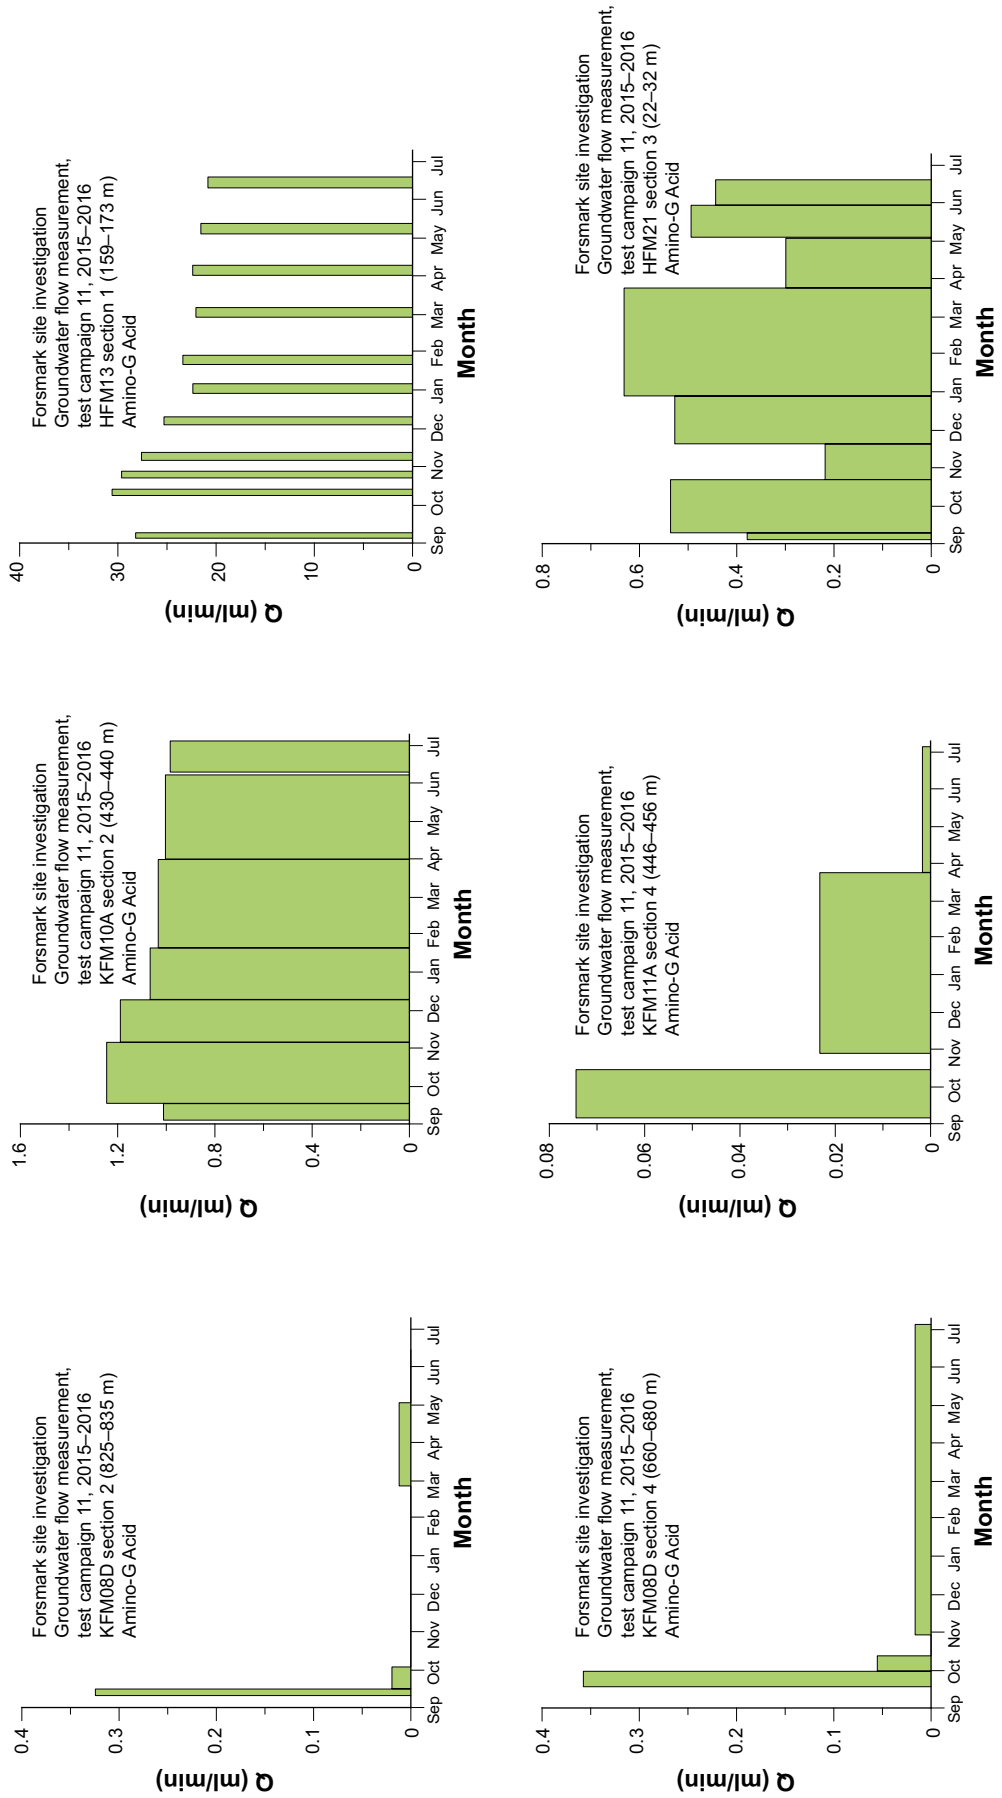 Forsmark site investigation
Groundwater flow measurement,
test campaign 11, 2015–2016
KFM08D section 2 (825–835 m)
Amino-G Acid
Q (ml/min)
0.4
0.3
0.2
0.1
0
Sep Oct Nov Dec Jan Feb Mar Apr May Jun Jul
Month
Forsmark site investigation
Groundwater flow measurement,
test campaign 11, 2015–2016
KFM10A section 2 (430–440 m)
Amino-G Acid
Q (ml/min)
1.6
1.2
0.8
0.4
0
Sep Oct Nov Dec Jan Feb Mar Apr May Jun Jul
Month
Forsmark site investigation
Groundwater flow measurement,
test campaign 11, 2015–2016
HFM13 section 1 (159–173 m)
Amino-G Acid
Q (ml/min)
40
30
20
10
0
Sep Oct Nov Dec Jan Feb Mar Apr May Jun Jul
Month
Forsmark site investigation
Groundwater flow measurement,
test campaign 11, 2015–2016
KFM08D section 4 (660–680 m)
Amino-G Acid
Q (ml/min)
0.4
0.3
0.2
0.1
0
Sep Oct Nov Dec Jan Feb Mar Apr May Jun Jul
Month
Forsmark site investigation
Groundwater flow measurement,
test campaign 11, 2015–2016
KFM11A section 4 (446–456 m)
Amino-G Acid
Q (ml/min)
0.08
0.06
0.04
0.02
0
Sep Oct Nov Dec Jan Feb Mar Apr May Jun Jul
Month
Forsmark site investigation
Groundwater flow measurement,
test campaign 11, 2015–2016
HFM21 section 3 (22–32 m)
Amino-G Acid
Q (ml/min)
0.8
0.6
0.4
0.2
0
Sep Oct Nov Dec Jan Feb Mar Apr May Jun Jul
Month